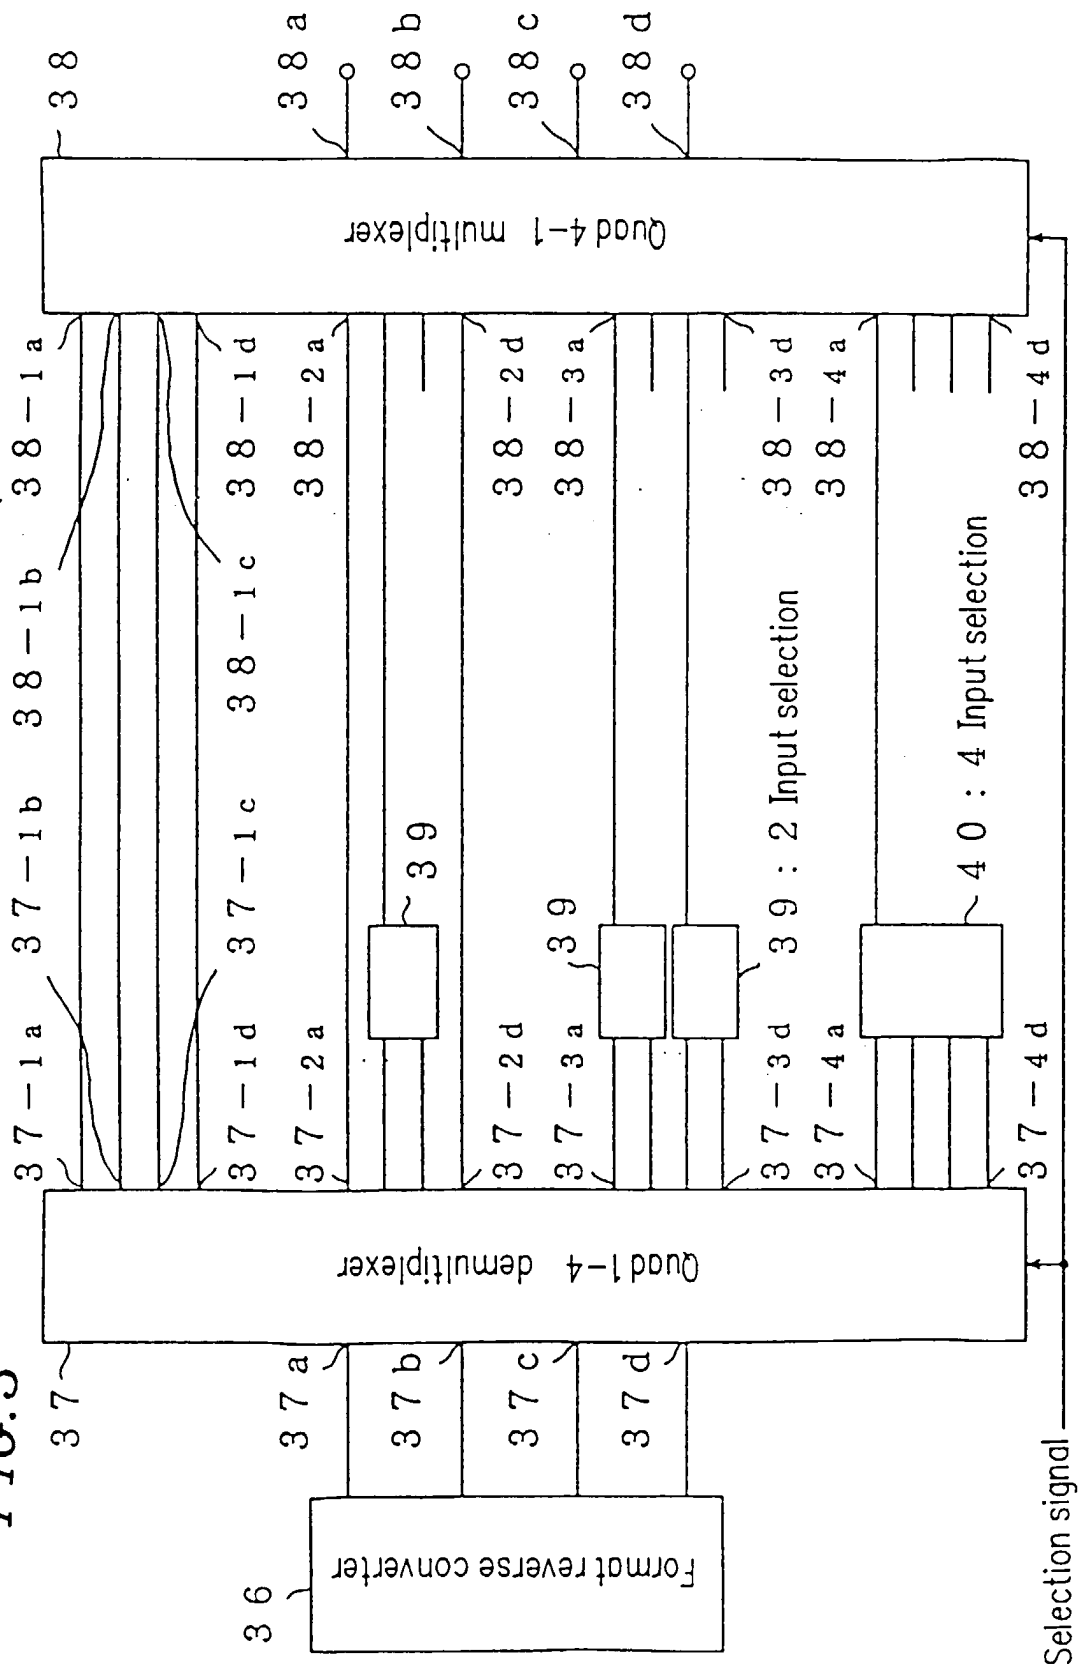 FIG. 3
36
Format reverse converter
37
37a
37b
37c
37d
Quad 1-4 demultiplexer
37-1a
37-1b
37-1c
37-1d
37-2a
37-2d
37-3a
37-3d
37-4a
37-4d
39
39
39 : 2 Input selection
40 : 4 Input selection
38-1a
38-1b
38-1c
38-1d
38-2a
38-2d
38-3a
38-3d
38-4a
38-4d
Quad 4-1 multiplexer
38
38a
38b
38c
38d
Selection signal